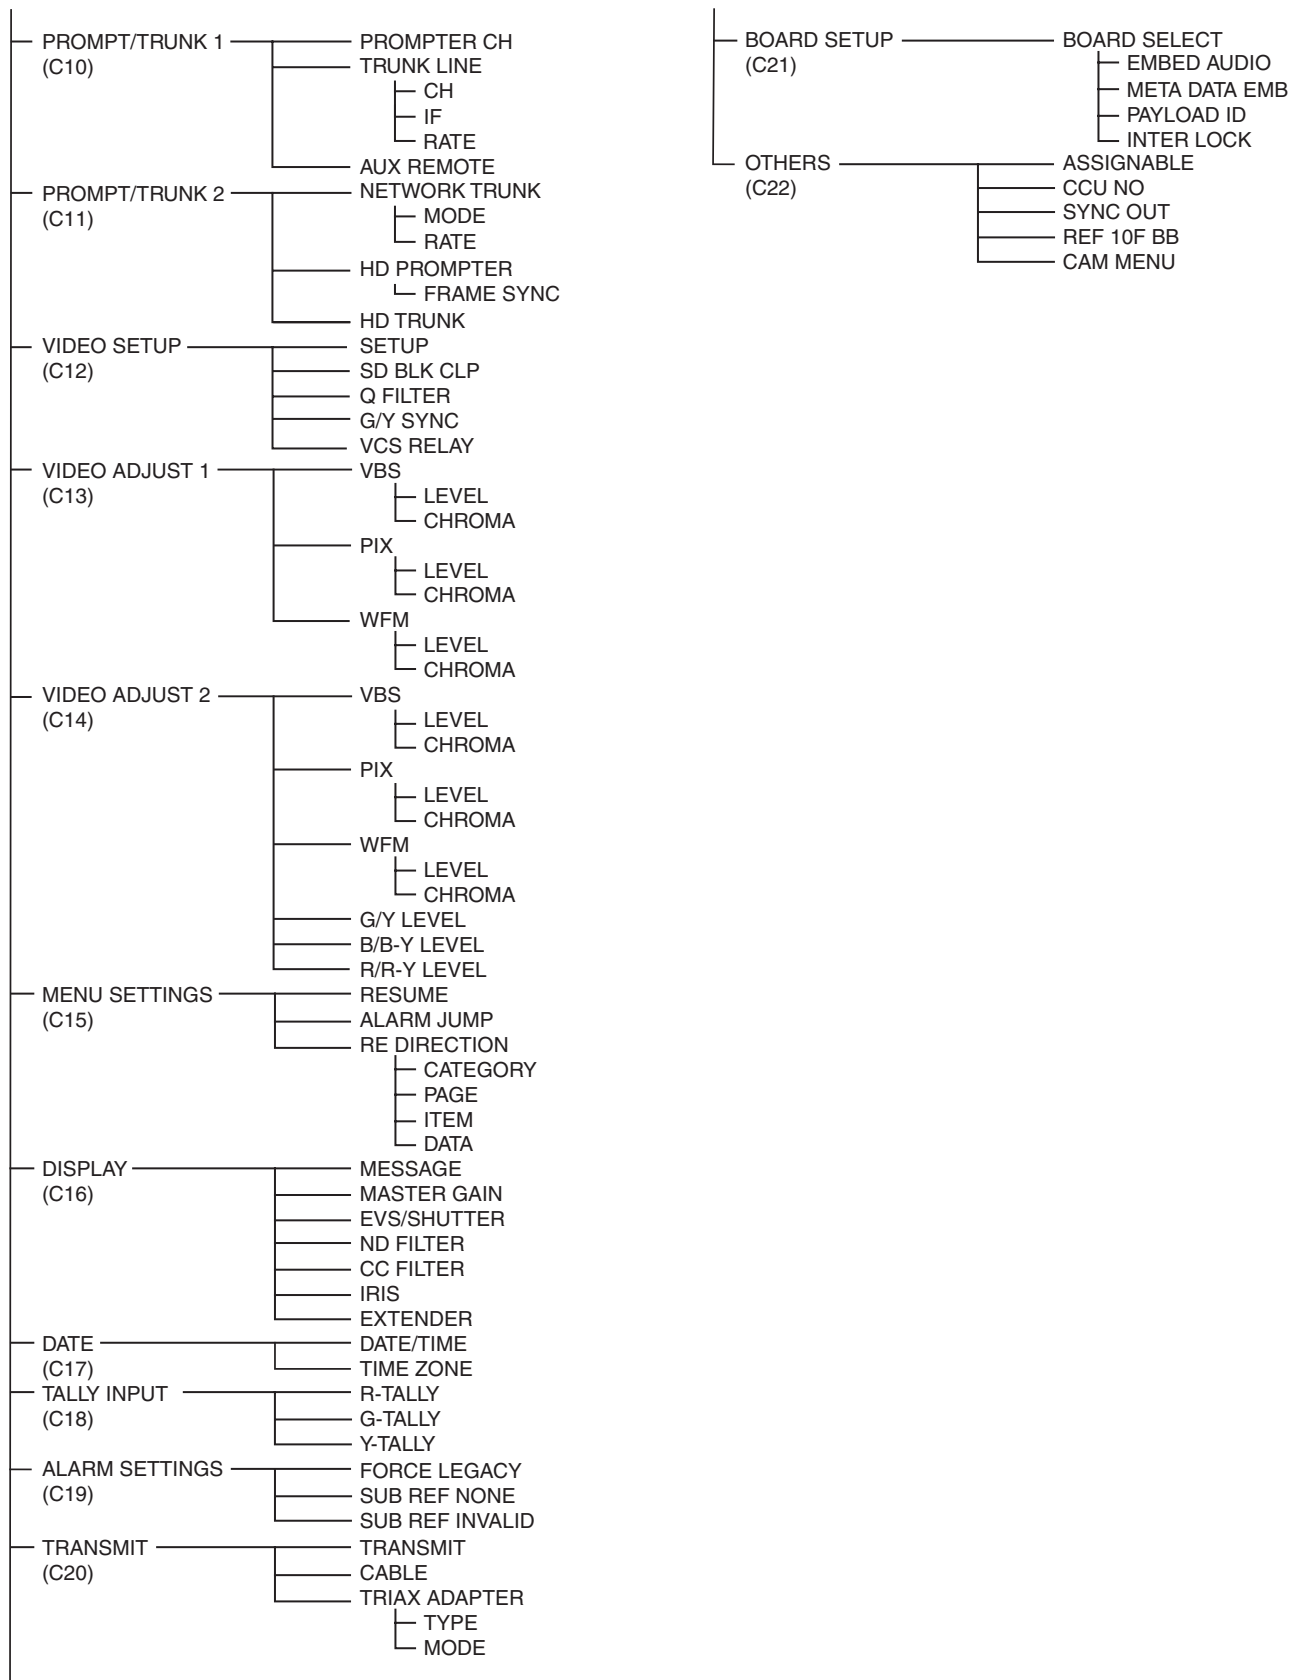 PROMPT/TRUNK 1
(C10)
PROMPTER CH
TRUNK LINE
CH
IF
RATE
AUX REMOTE
PROMPT/TRUNK 2
(C11)
NETWORK TRUNK
MODE
RATE
HD PROMPTER
FRAME SYNC
HD TRUNK
VIDEO SETUP
(C12)
SETUP
SD BLK CLP
Q FILTER
G/Y SYNC
VCS RELAY
VIDEO ADJUST 1
(C13)
VBS
LEVEL
CHROMA
PIX
LEVEL
CHROMA
WFM
LEVEL
CHROMA
VIDEO ADJUST 2
(C14)
VBS
LEVEL
CHROMA
PIX
LEVEL
CHROMA
WFM
LEVEL
CHROMA
G/Y LEVEL
B/B-Y LEVEL
R/R-Y LEVEL
MENU SETTINGS
(C15)
RESUME
ALARM JUMP
RE DIRECTION
CATEGORY
PAGE
ITEM
DATA
DISPLAY
(C16)
MESSAGE
MASTER GAIN
EVS/SHUTTER
ND FILTER
CC FILTER
IRIS
EXTENDER
DATE
(C17)
DATE/TIME
TIME ZONE
TALLY INPUT
(C18)
R-TALLY
G-TALLY
Y-TALLY
ALARM SETTINGS
(C19)
FORCE LEGACY
SUB REF NONE
SUB REF INVALID
TRANSMIT
(C20)
TRANSMIT
CABLE
TRIAX ADAPTER
TYPE
MODE
BOARD SETUP
(C21)
BOARD SELECT
EMBED AUDIO
META DATA EMB
PAYLOAD ID
INTER LOCK
OTHERS
(C22)
ASSIGNABLE
CCU NO
SYNC OUT
REF 10F BB
CAM MENU